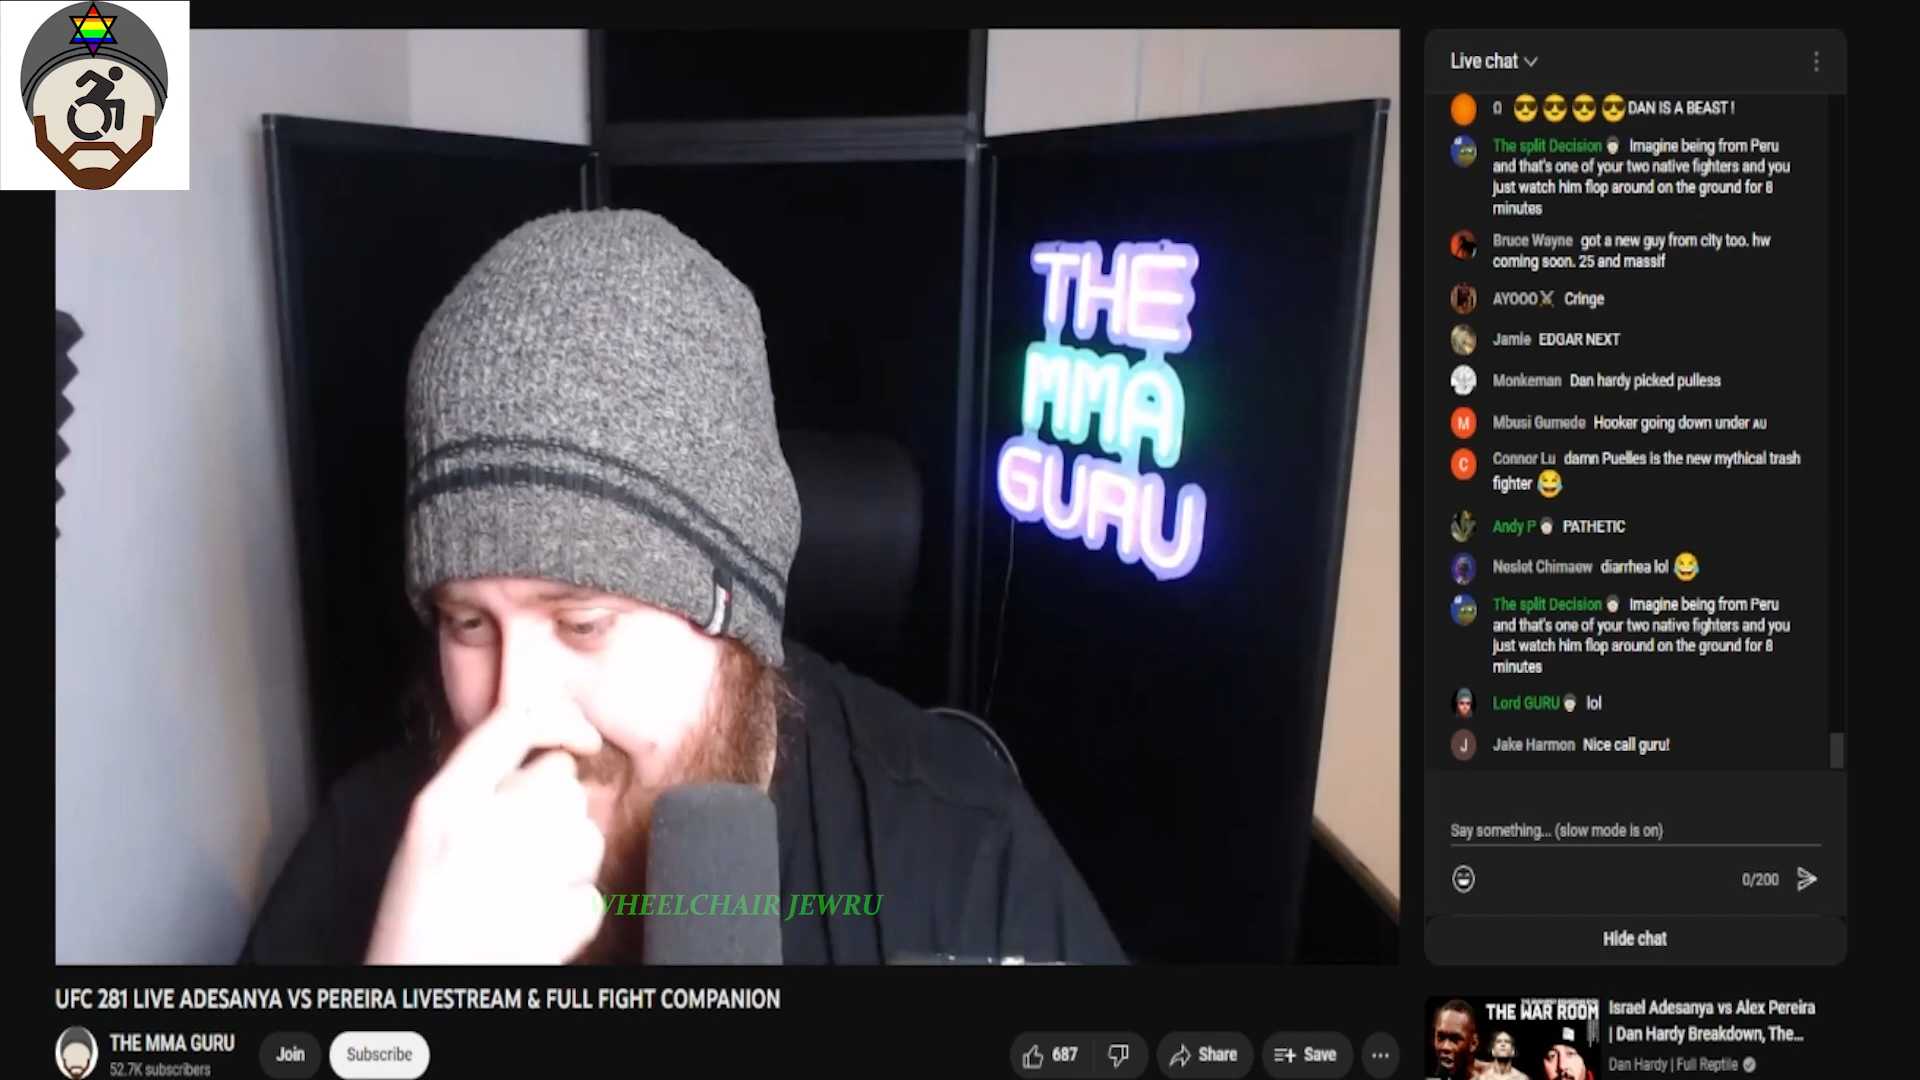 THE
MMA
GURU
WHEELCHAIR JEWRU
UFC 281 LIVE ADESANYA VS PEREIRA LIVESTREAM & FULL FIGHT COMPANION
THE MMA GURU
52.7K subscribers
Join
Subscribe
687
Share
Save
Live chat
DAN IS A BEAST !
The split Decision Imagine being from Peru
and that's one of your two native fighters and you
just watch him flop around on the ground for 8
minutes
Bruce Wayne got a new guy from city too. hw
coming soon. 25 and massif
AYOOO Cringe
Jamie EDGAR NEXT
Monkeman Dan hardy picked pulless
M Mbusi Gumede Hooker going down under AU
C Connor Lu damn Puelles is the new mythical trash
fighter
Andy P PATHETIC
Neslet Chimaew diarrhea lol
The split Decision Imagine being from Peru
and that's one of your two native fighters and you
just watch him flop around on the ground for 8
minutes
Lord GURU lol
J Jake Harmon Nice call guru!
Say something... (slow mode is on)
0/200
Hide chat
THE WAR ROOM
Israel Adesanya vs Alex Pereira
| Dan Hardy Breakdown, The...
Dan Hardy | Full Reptile